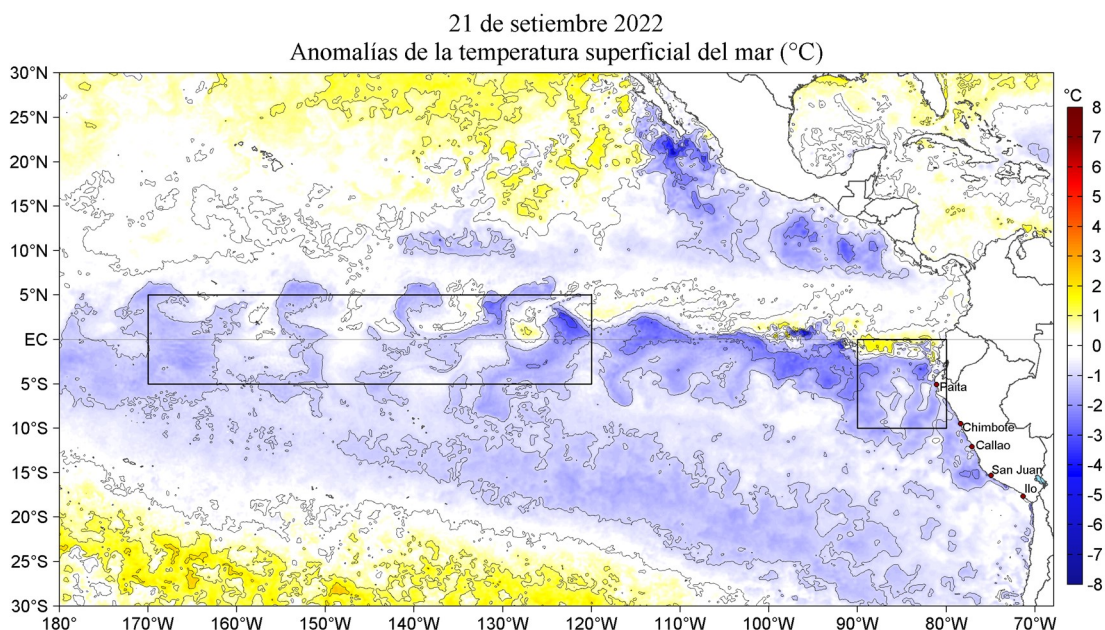 21 de setiembre 2022
Anomalías de la temperatura superficial del mar (°C)
30°N
25°N
20°N
15°N
10°N
5°N
EC
5°S
10°S
15°S
20°S
25°S
30°S
180
170°W
160°W
150°W
140°W
130°W
120°W
110°W
100°W
90°W
80°W
70°W
Paita
Chimbote
Callao
San Juan
Ilo
°C
8
7
6
5
4
3
2
1
0
-1
-2
-3
-4
-5
-6
-7
-8